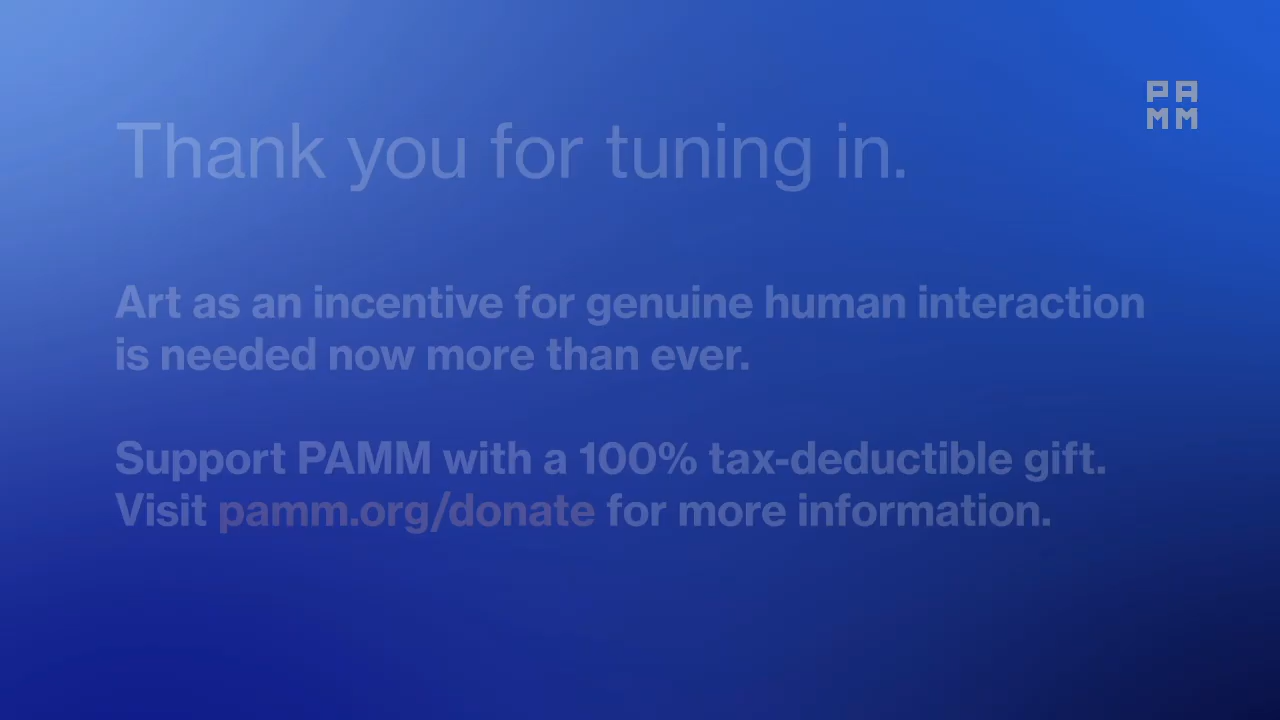 PA
MM
Thank you for tuning in.
Art as an incentive for genuine human interaction
is needed now more than ever.
Support PAMM with a 100% tax-deductible gift.
Visit pamm.org/donate for more information.